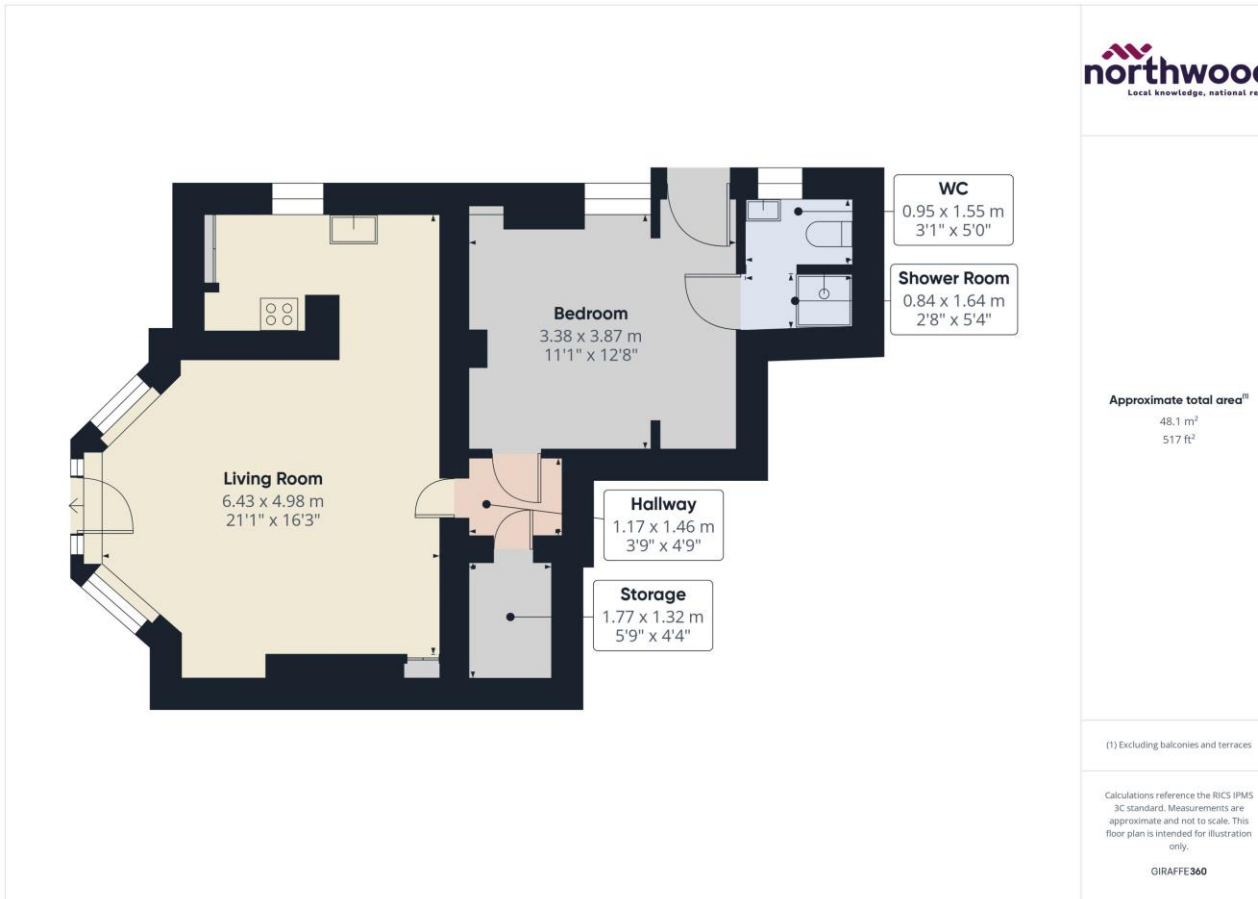 Local knowledge, national
WC
0.95 x 1.55 m
3'1" x 5'0"
Shower Room
0.84 x 1.64 m
2'8" x 5'4"
Bedroom
3.38 x 3.87 m
11'1" x 12'8"
Living Room
6.43 x 4.98 m
21'1" x 16'3"
Hallway
1.17 x 1.46 m
3'9" x 4'9"
Storage
1.77 x 1.32 m
5'9" x 4'4"
Approximate total area(1)
48.1 m²
517 ft²
(1) Excluding balconies and terraces
Calculations reference the RICS IPMS
3C standard. Measurements are
approximate and not to scale. This
floor plan is intended for illustration
only.
GIRAFFE360